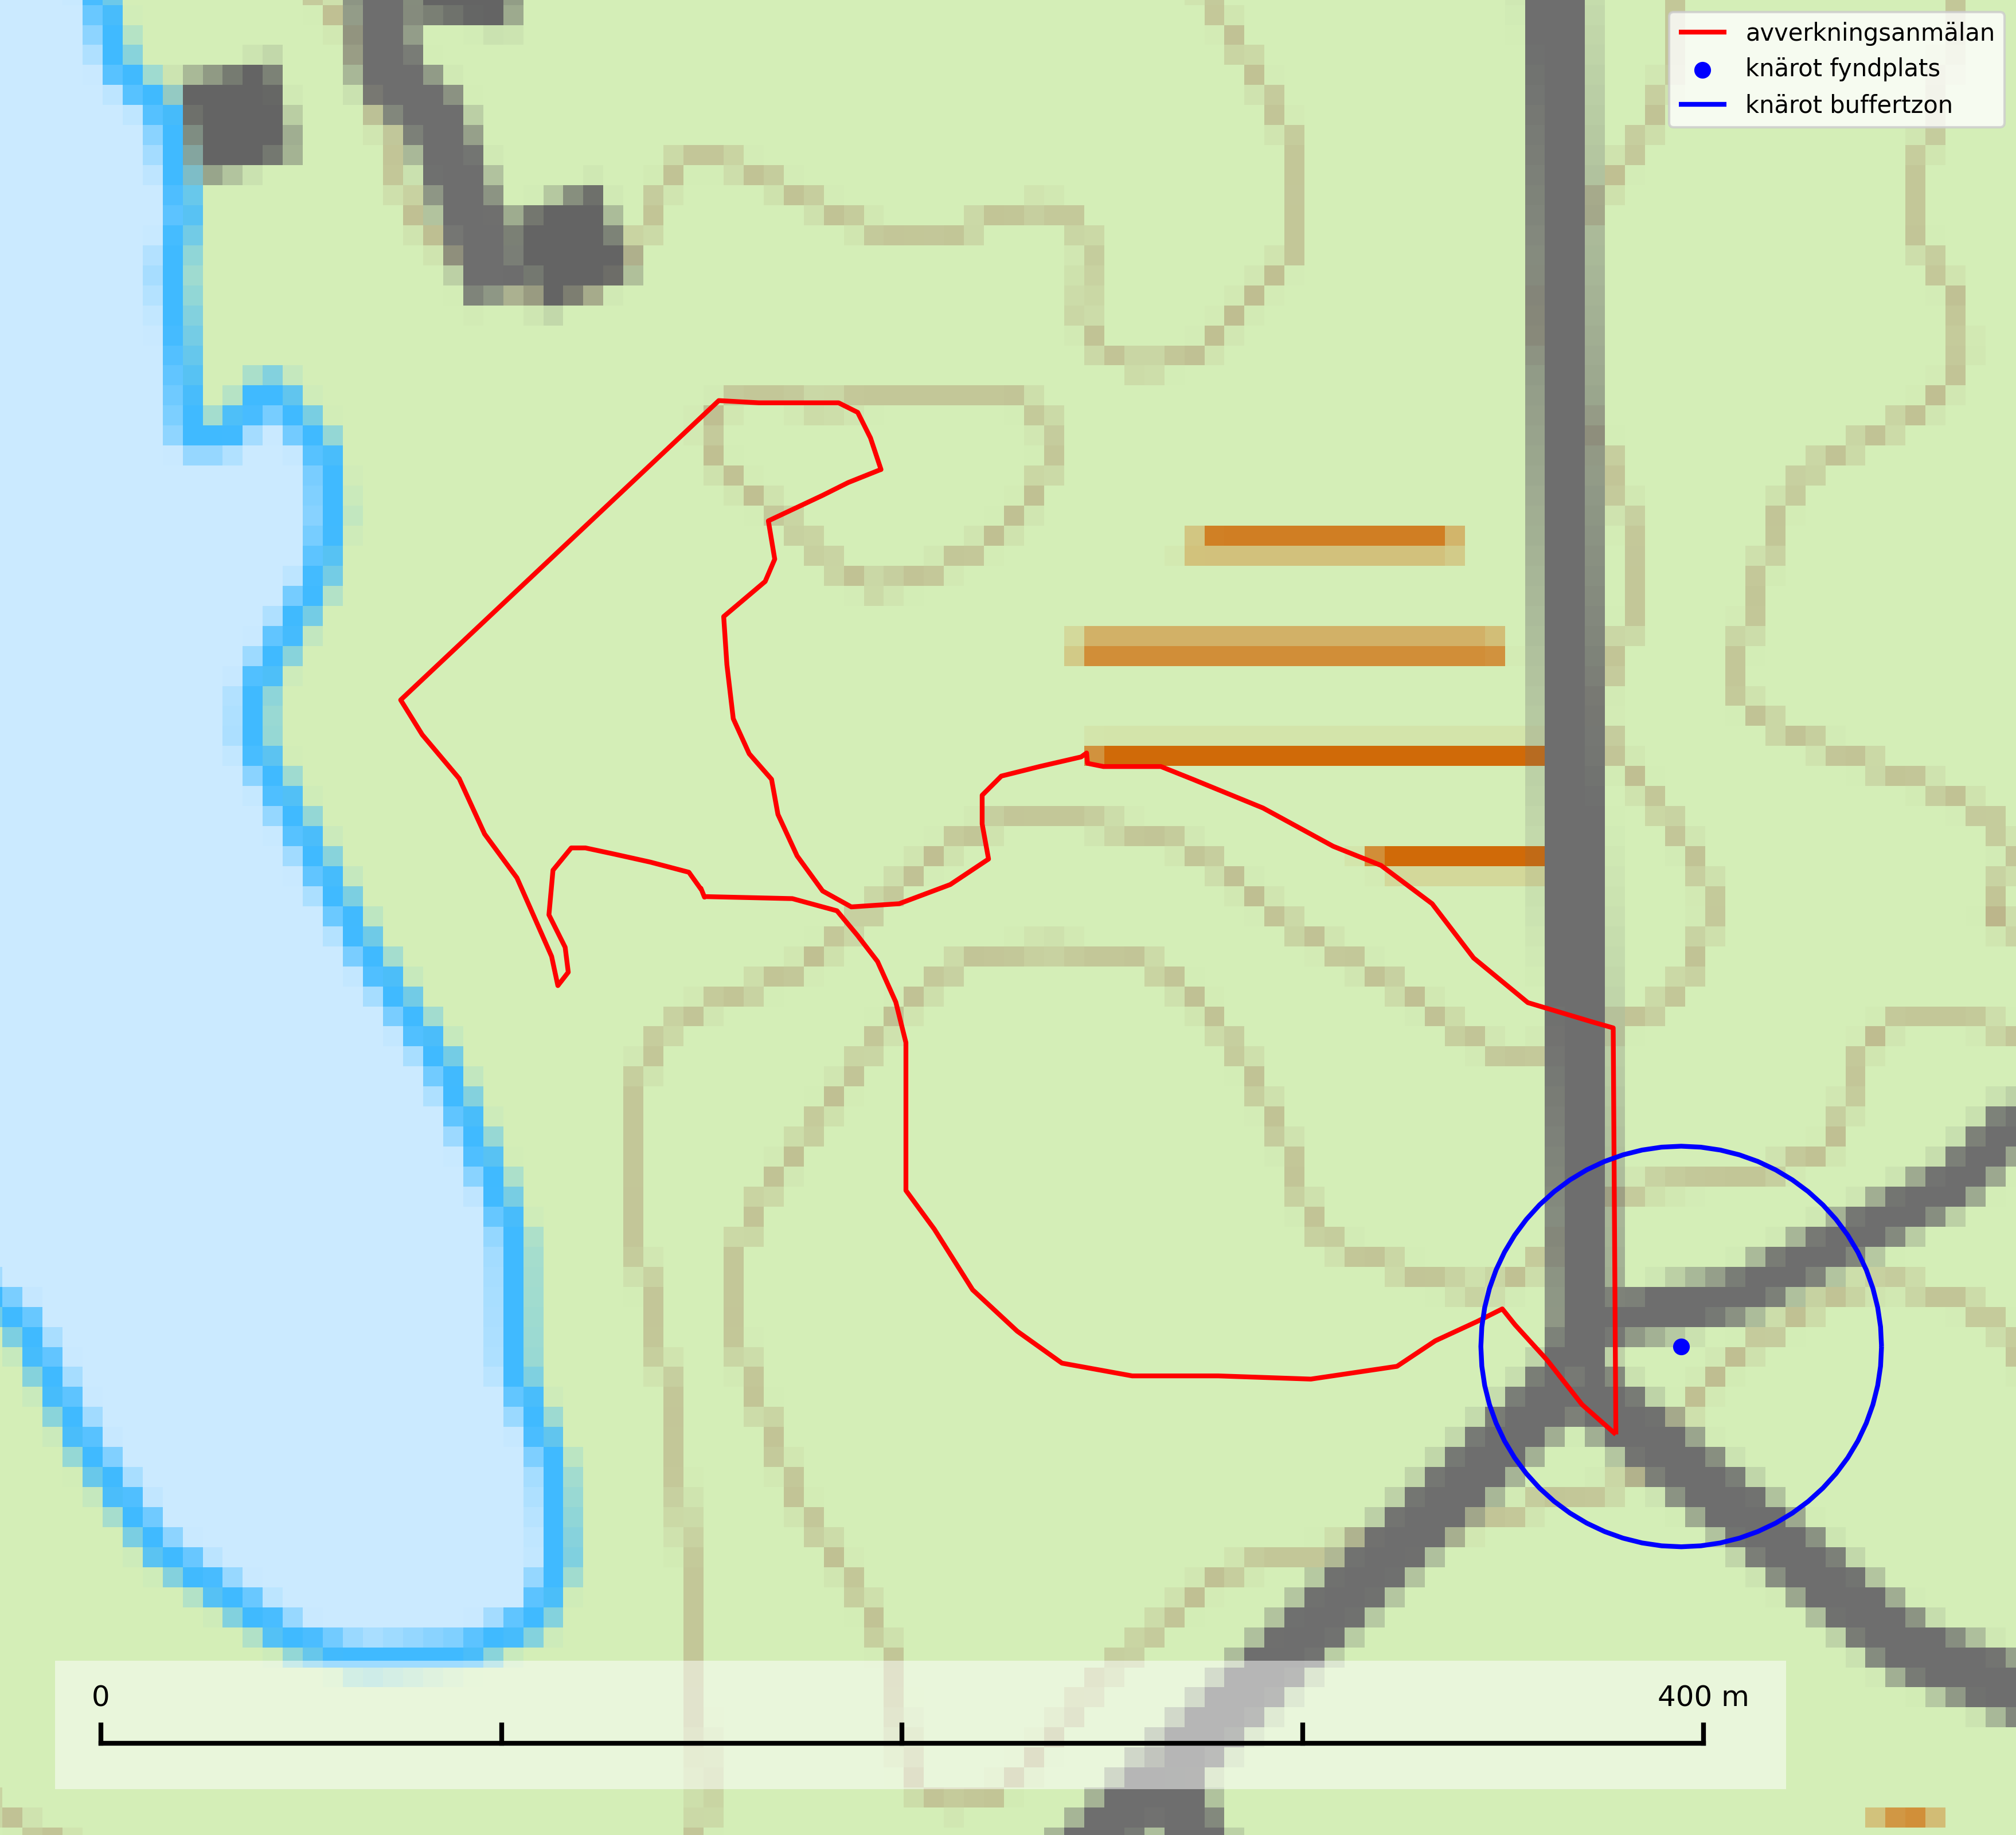 avverkningsanmälan
knärot fyndplats
knärot buffertzon
0
400 m